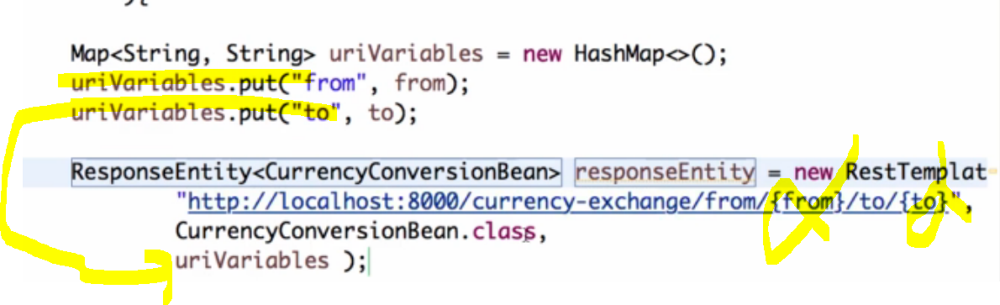 Map<String, String> uriVariables = new HashMap<>();
uriVariables.put("from", from);
uriVariables.put("to", to);
ResponseEntity<CurrencyConversionBean> responseEntity = new RestTemplat
"http://localhost:8000/currency-exchange/from/{from}/to/{to}",
CurrencyConversionBean.class,
uriVariables );